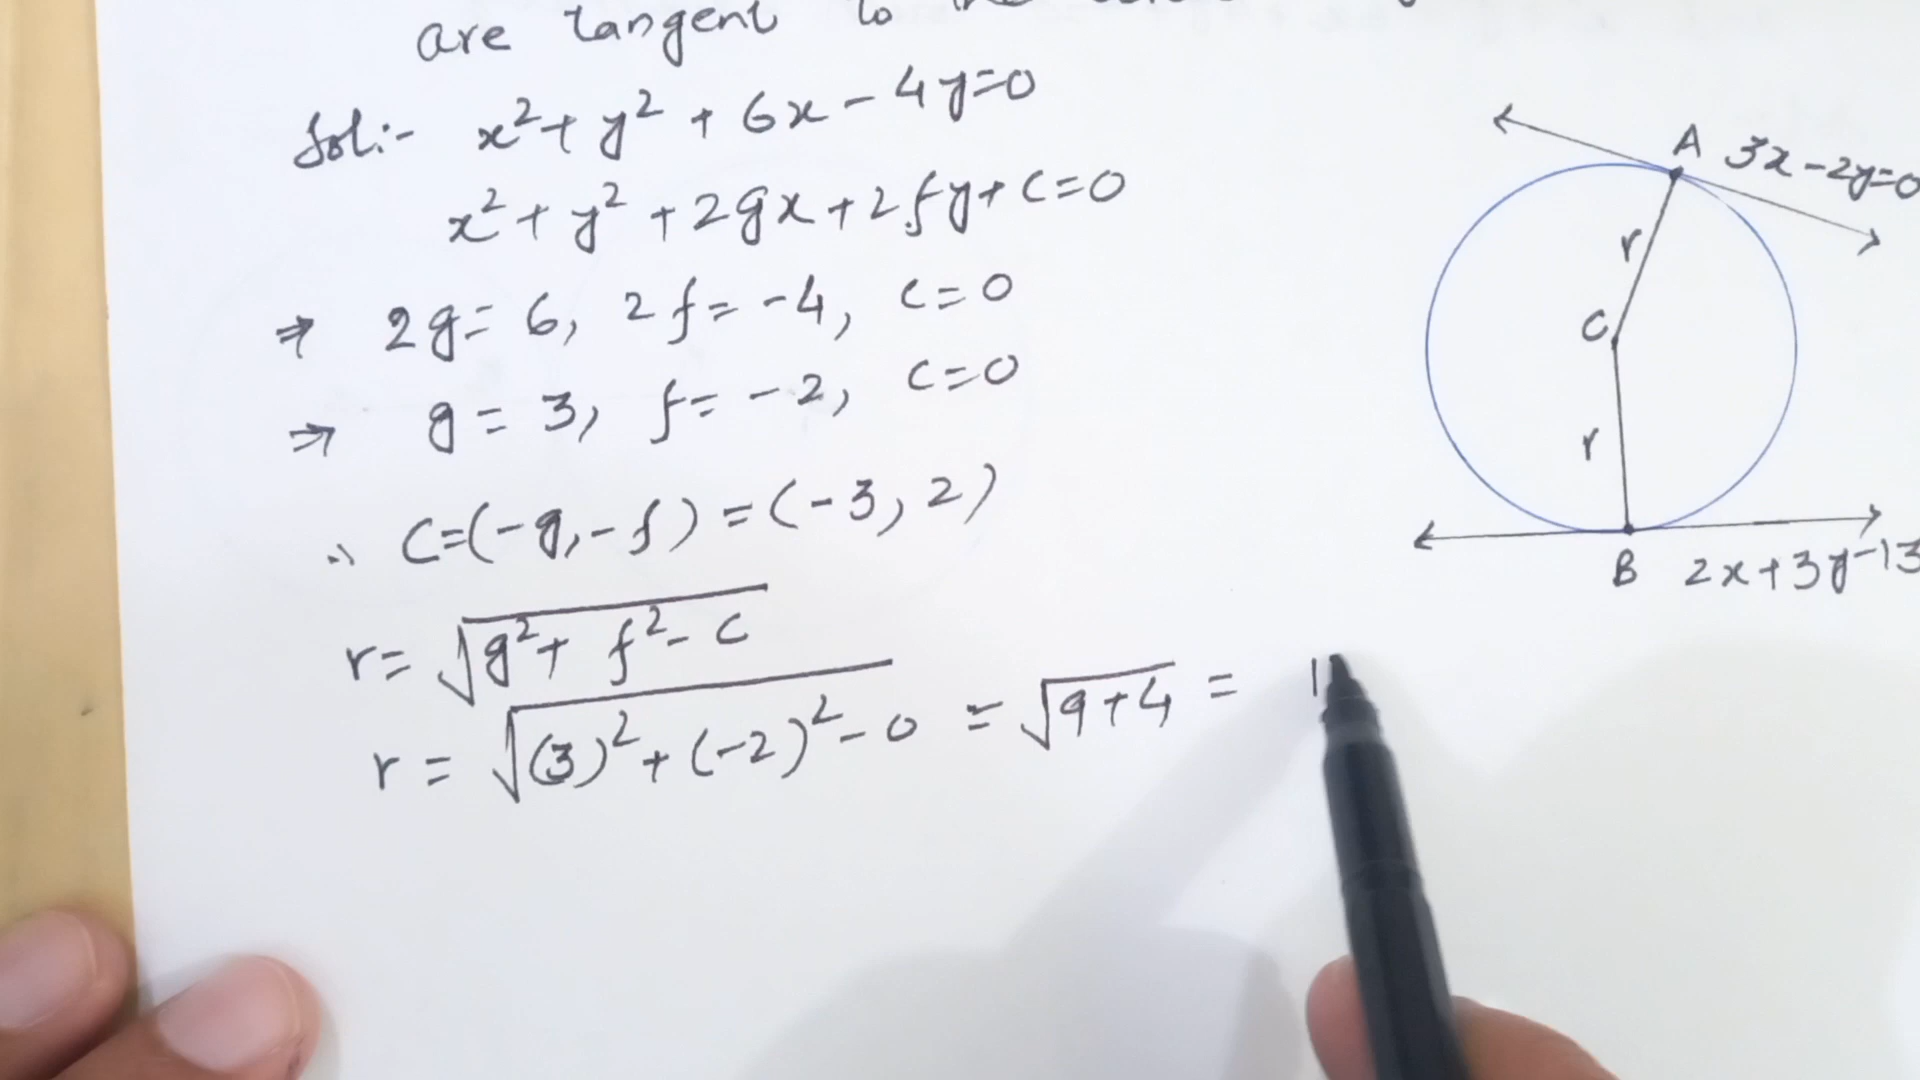 are tangent to
Sol:- x²+ y² + 6x - 4y=0
x² + y² + 2gx + 2fy + c = 0
⇒ 2g = 6, 2f = -4, c = 0
⇒ g = 3, f = -2, c = 0
∴ C=(-g,-f) = (-3, 2)
r = √g² + f² - c
r = √(3)² + (-2)² - 0 = √9+4 = 1
A 3x-2y=0
r
C
r
B 2x+3y-13